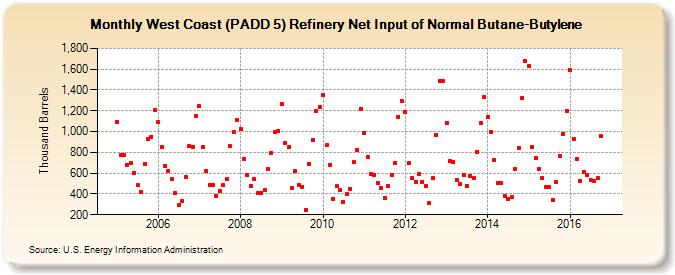 Monthly West Coast (PADD 5) Refinery Net Input of Normal Butane-Butylene
Thousand Barrels
1,800
1,600
1,400
1,200
1,000
800
600
400
200
2006 2008 2010 2012 2014 2016
Source: U.S. Energy Information Administration